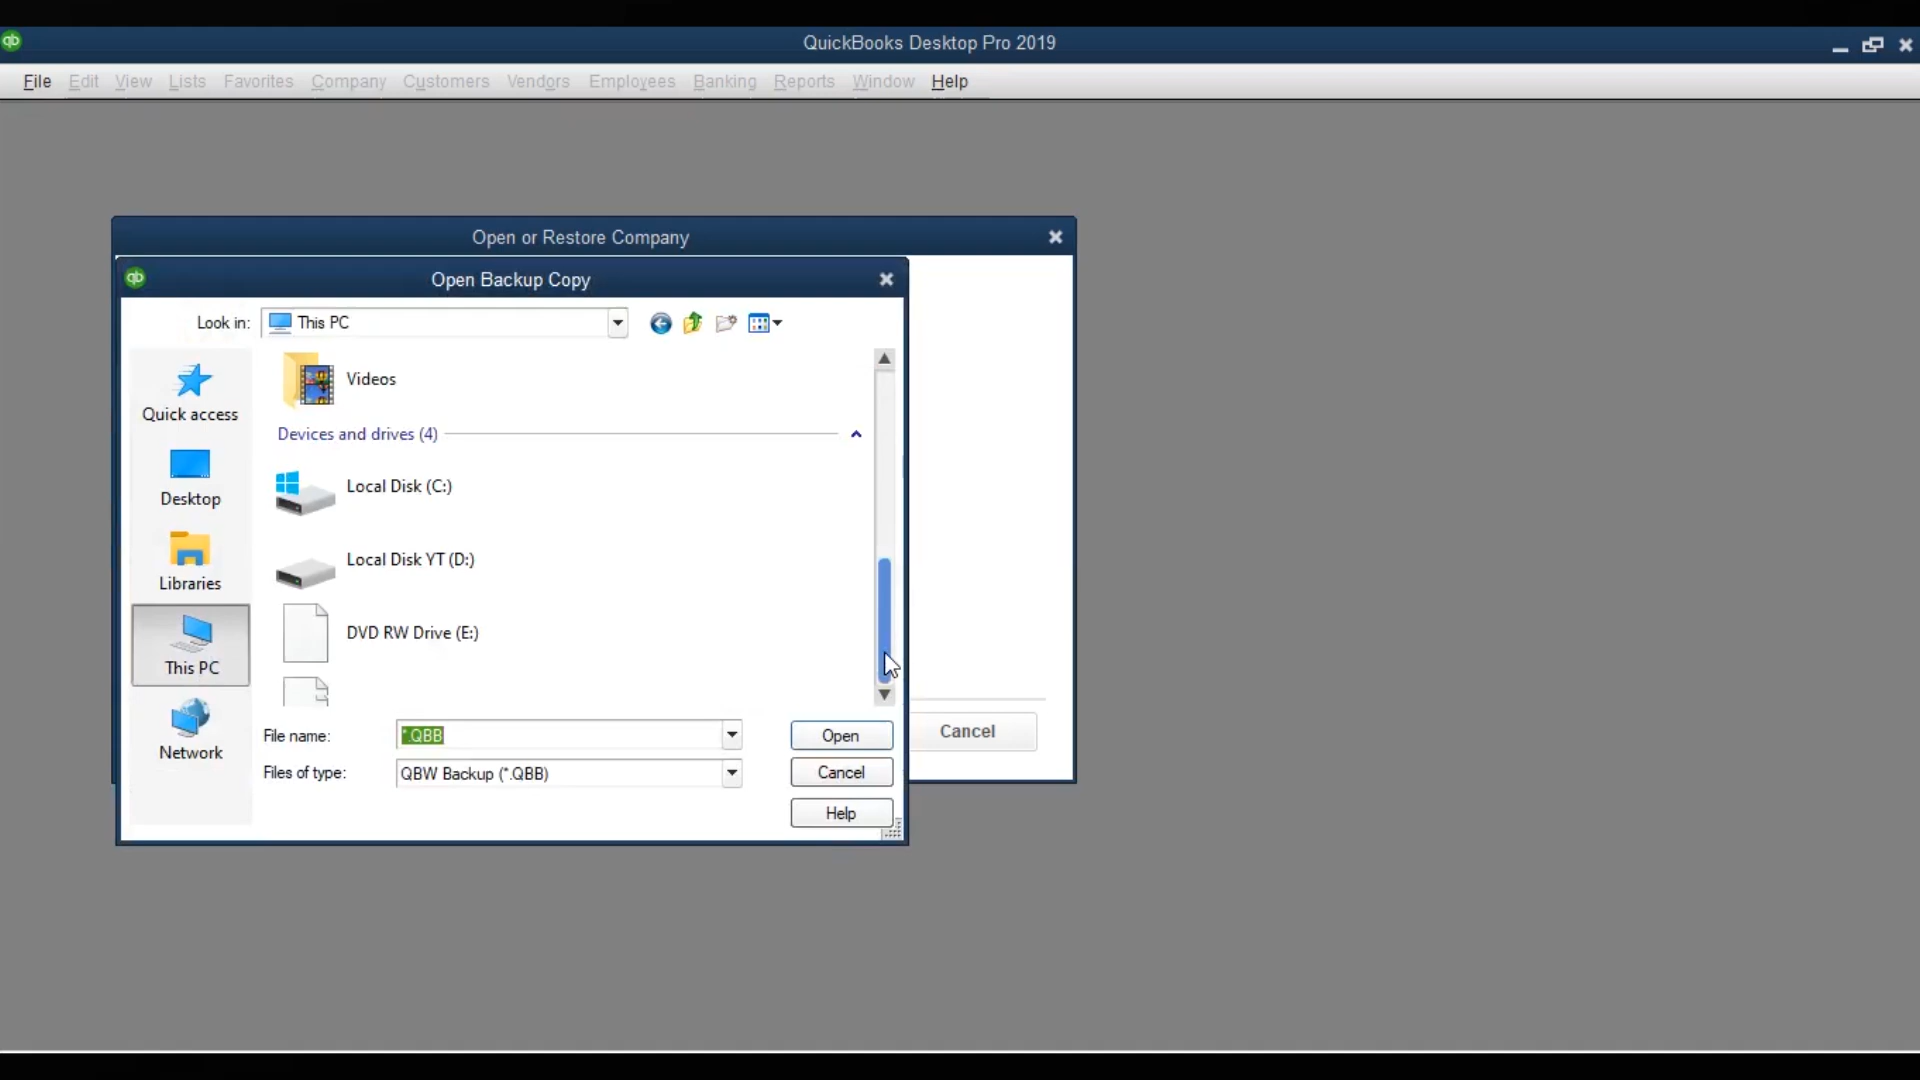 qb
QuickBooks Desktop Pro 2019
File Edit View Lists Favorites Company Customers Vendors Employees Banking Reports Window Help
Open or Restore Company
qb
Open Backup Copy
Look in: This PC
Quick access
Desktop
Libraries
This PC
Network
Videos
Devices and drives (4)
Local Disk (C:)
Local Disk YT (D:)
DVD RW Drive (E:)
File name: *.QBB
Open
Files of type: QBW Backup (*.QBB)
Cancel
Help
Cancel